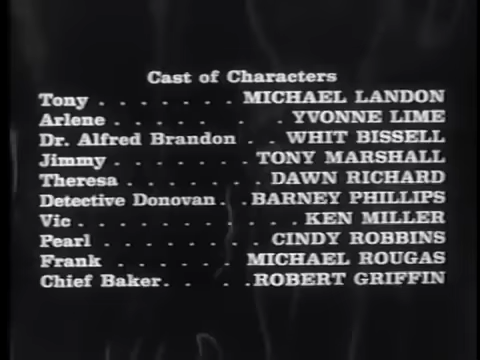 Cast of Characters
Tony . . . . . . . MICHAEL LANDON
Arlene . . . . . . . YVONNE LIME
Dr. Alfred Brandon . . WHIT BISSELL
Jimmy . . . . . . . TONY MARSHALL
Theresa . . . . . . . DAWN RICHARD
Detective Donovan . . BARNEY PHILLIPS
Vic . . . . . . . . . . KEN MILLER
Pearl . . . . . . . . CINDY ROBBINS
Frank . . . . . . MICHAEL ROUGAS
Chief Baker . . . . ROBERT GRIFFIN